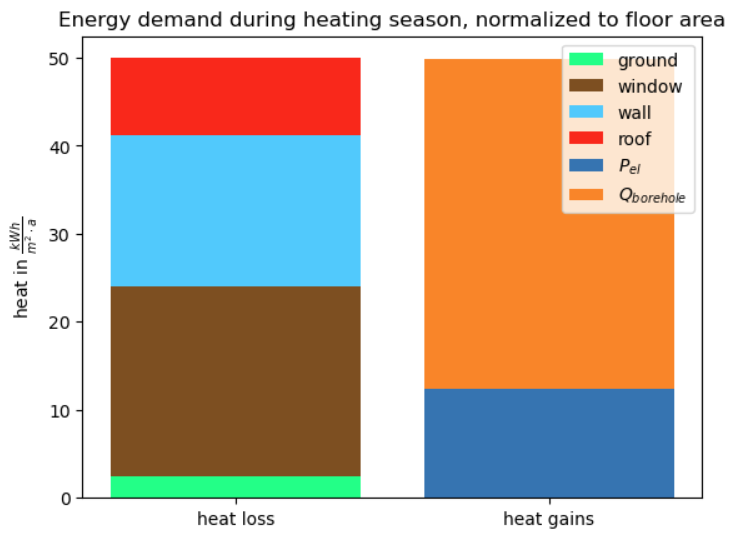 Energy demand during heating season, normalized to floor area
heat in kWh / m² · a
50
40
30
20
10
0
heat loss
heat gains
ground
window
wall
roof
P_el
Q_borehole